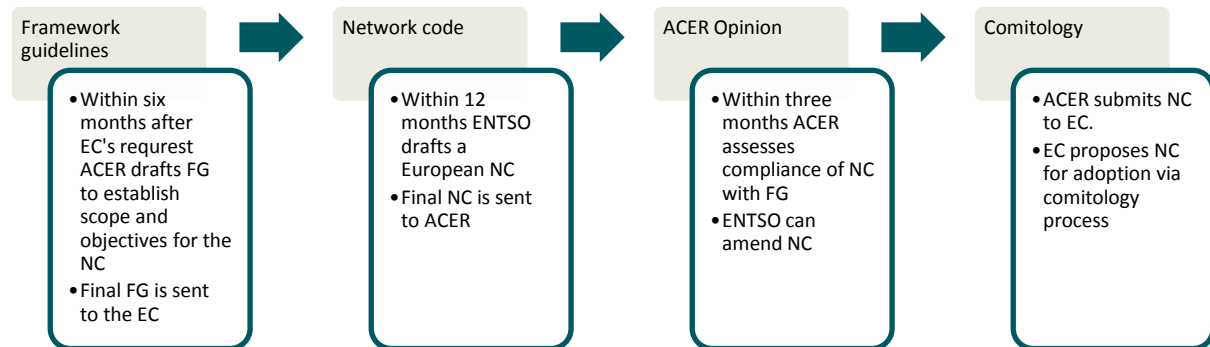 Framework
guidelines
•Within six
months after
EC's requrest
ACER drafts FG
to establish
scope and
objectives for the
NC
•Final FG is sent
to the EC
Network code
•Within 12
months ENTSO
drafts a
European NC
•Final NC is sent
to ACER
ACER Opinion
•Within three
months ACER
assesses
compliance of NC
with FG
•ENTSO can
amend NC
Comitology
•ACER submits NC
to EC.
•EC proposes NC
for adoption via
comitology
process